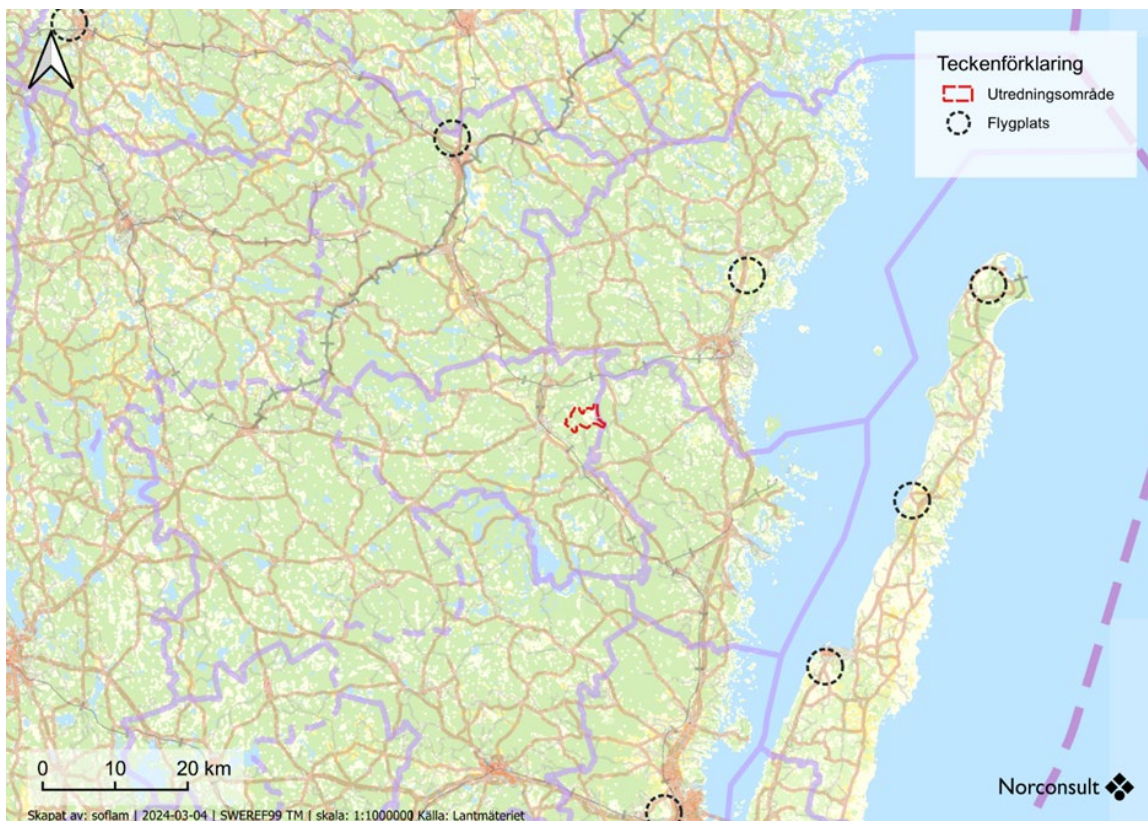 Teckenförklaring
Utredningsområde
Flygplats
0 10 20 km
Norconsult
Skapat av: soflam | 2024-03-04 | SWEREF99 TM | skala: 1:1000000 Källa: Lantmäteriet